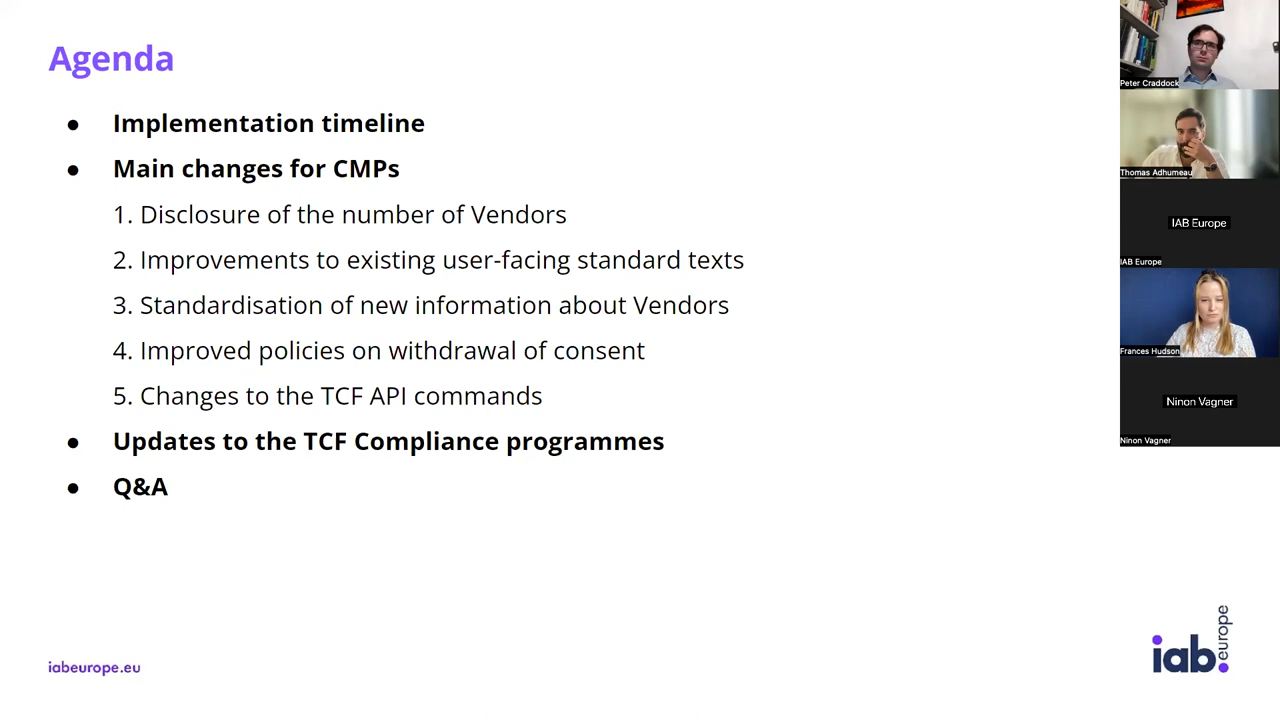 Agenda
● Implementation timeline
● Main changes for CMPs
1. Disclosure of the number of Vendors
2. Improvements to existing user-facing standard texts
3. Standardisation of new information about Vendors
4. Improved policies on withdrawal of consent
5. Changes to the TCF API commands
● Updates to the TCF Compliance programmes
● Q&A
iabeurope.eu
iab. europe
Peter Craddock
Thomas Adhumeau
IAB Europe
IAB Europe
Frances Hudson
Ninon Vagner
Ninon Vagner